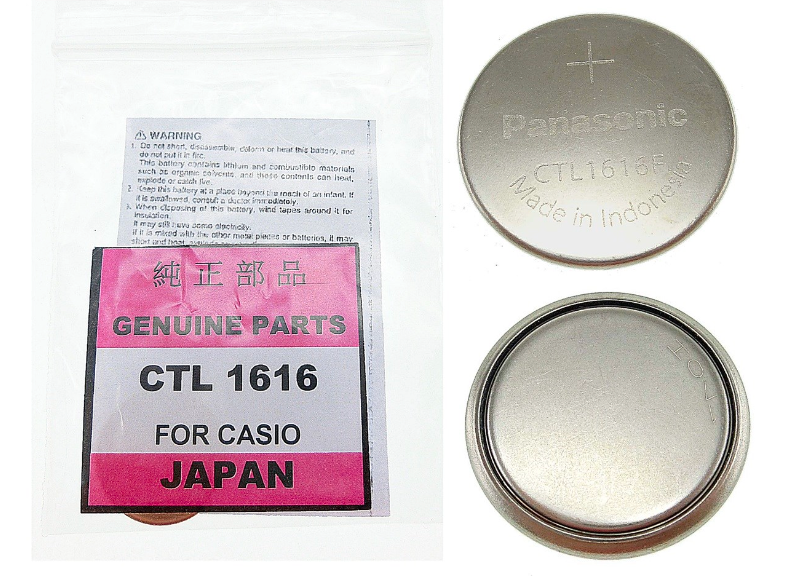 ⚠ WARNING
1. Do not short, disassemble, deform or heat this battery, and
do not put it in fire.
This battery contains lithium and combustible materials
such as organic solvents, and these contents can heat,
explode or catch fire.
2. Keep this battery at a place beyond the reach of an infant. If
it is swallowed, consult a doctor immediately.
3. When disposing of this battery, wind tapes around it for
insulation.
It may still have some electricity.
If it is mixed with the other metal pieces or batteries, it may
short and heat, explode
純正部品
GENUINE PARTS
CTL 1616
FOR CASIO
JAPAN
+
Panasonic
CTL1616F
Made in Indonesia